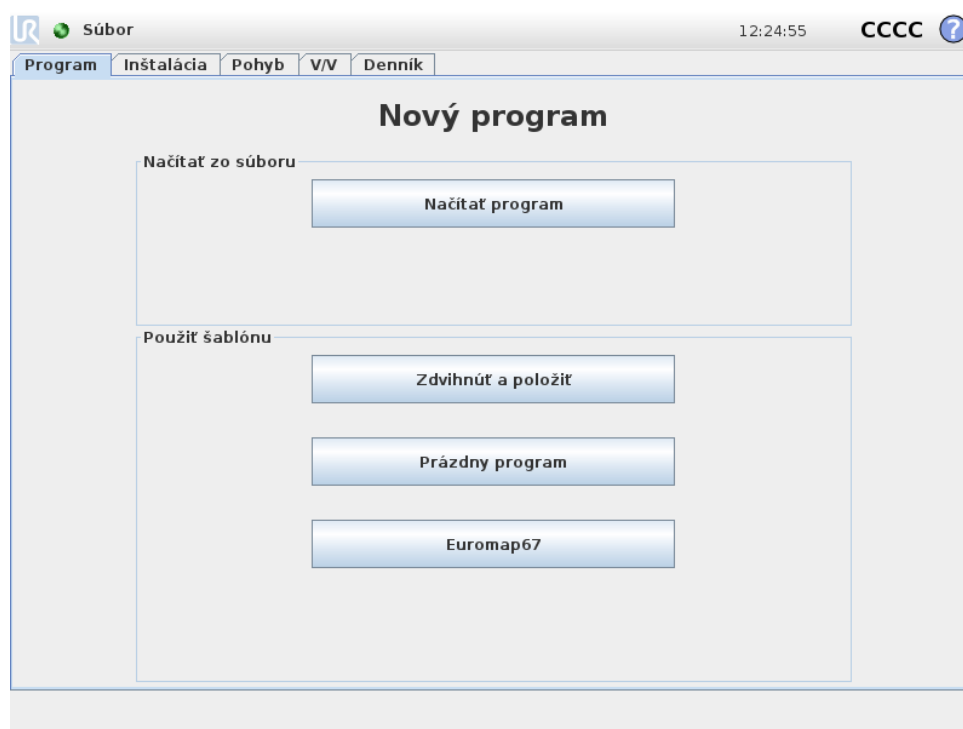 UR Súbor 12:24:55 CCCC ?
Program Inštalácia Pohyb V/V Denník
Nový program
Načítať zo súboru
Načítať program
Použiť šablónu
Zdvihnúť a položiť
Prázdny program
Euromap67